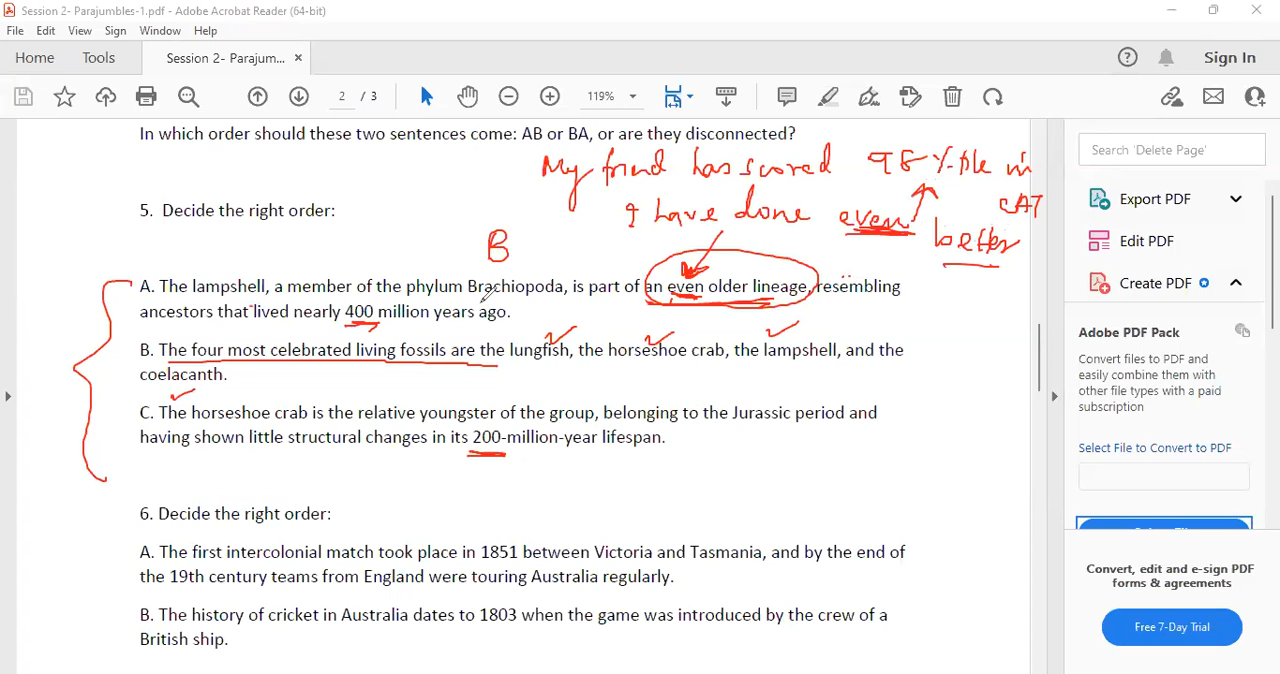 Session 2- Parajumbles-1.pdf - Adobe Acrobat Reader (64-bit)
File Edit View Sign Window Help
Home Tools Session 2- Parajum... × Sign In
2 / 3 119%
In which order should these two sentences come: AB or BA, or are they disconnected?
My friend has scored 98 %tile in
CAT
I have done even
better
5. Decide the right order:
B
A. The lampshell, a member of the phylum Brachiopoda, is part of an even older lineage, resembling
ancestors that lived nearly 400 million years ago.
B. The four most celebrated living fossils are the lungfish, the horseshoe crab, the lampshell, and the
coelacanth.
C. The horseshoe crab is the relative youngster of the group, belonging to the Jurassic period and
having shown little structural changes in its 200-million-year lifespan.
6. Decide the right order:
A. The first intercolonial match took place in 1851 between Victoria and Tasmania, and by the end of
the 19th century teams from England were touring Australia regularly.
B. The history of cricket in Australia dates to 1803 when the game was introduced by the crew of a
British ship.
Search 'Delete Page'
Export PDF
Edit PDF
Create PDF
Adobe PDF Pack
Convert files to PDF and
easily combine them with
other file types with a paid
subscription
Select File to Convert to PDF
Convert, edit and e-sign PDF
forms & agreements
Free 7-Day Trial